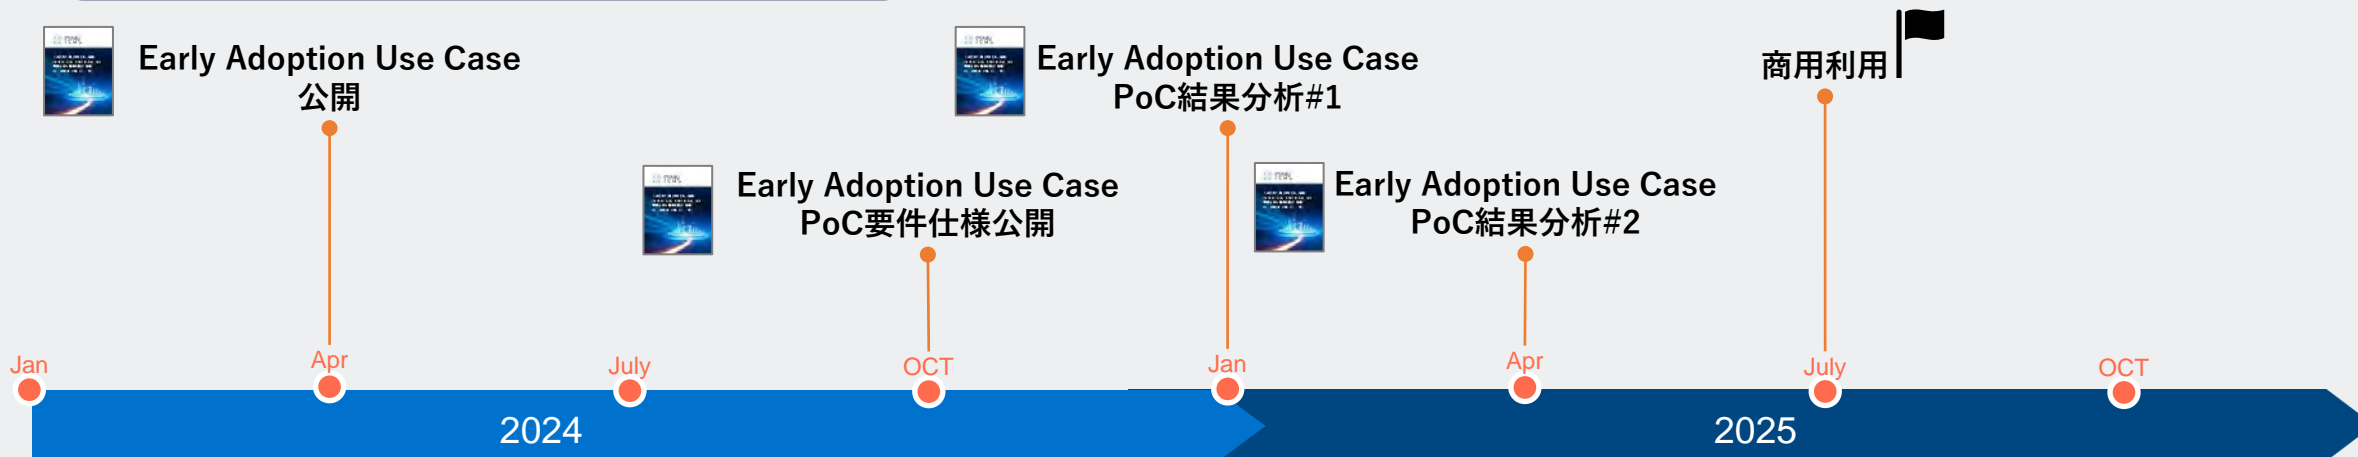 Early Adoption Use Case
公開
Early Adoption Use Case
PoC結果分析#1
商用利用
Early Adoption Use Case
PoC要件仕様公開
Early Adoption Use Case
PoC結果分析#2
Jan
Apr
July
OCT
Jan
Apr
July
OCT
2024
2025